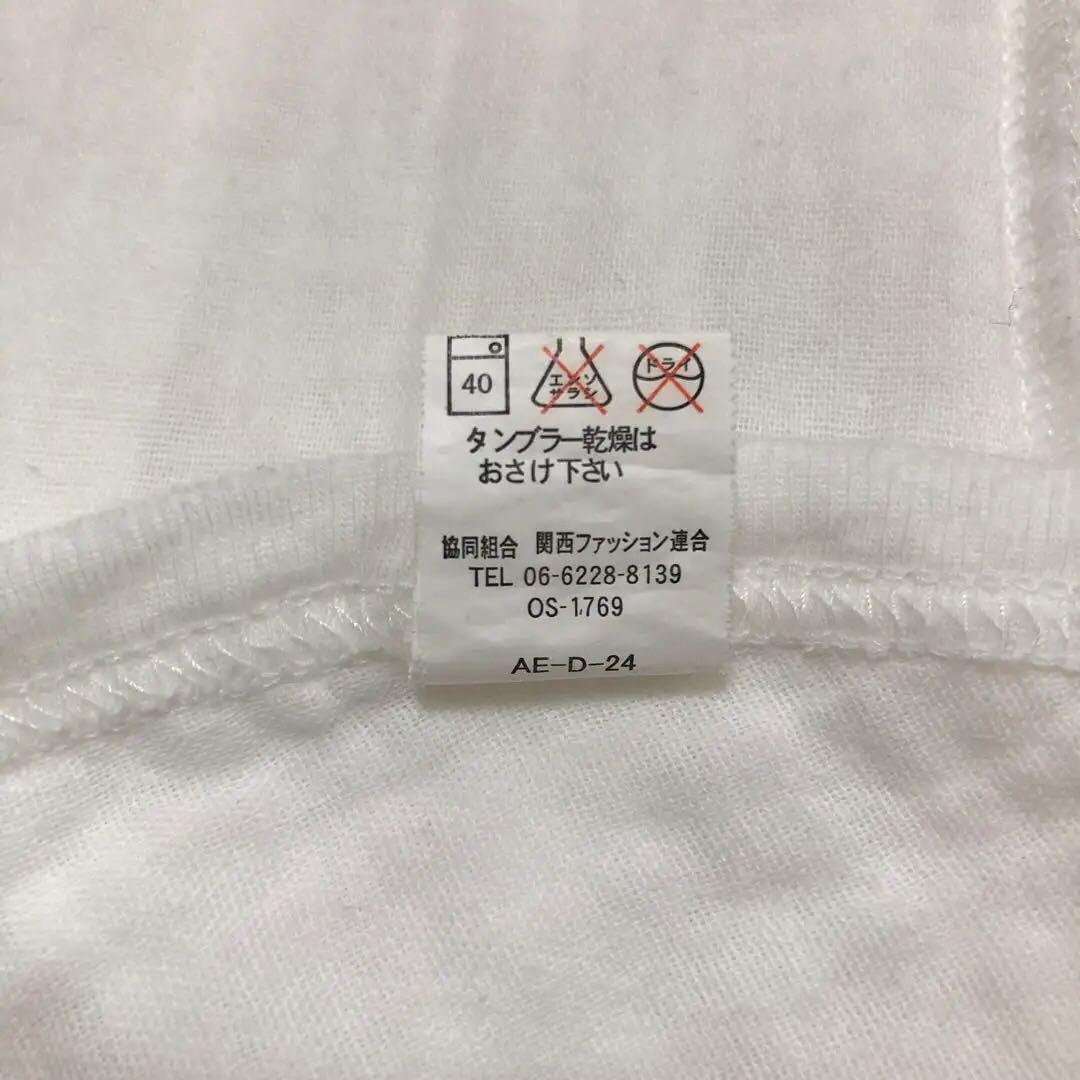 40 エンソ サラシ ドライ
タンブラー乾燥は
おさけ下さい
協同組合 関西ファッション連合
TEL 06-6228-8139
OS-1769
AE-D-24